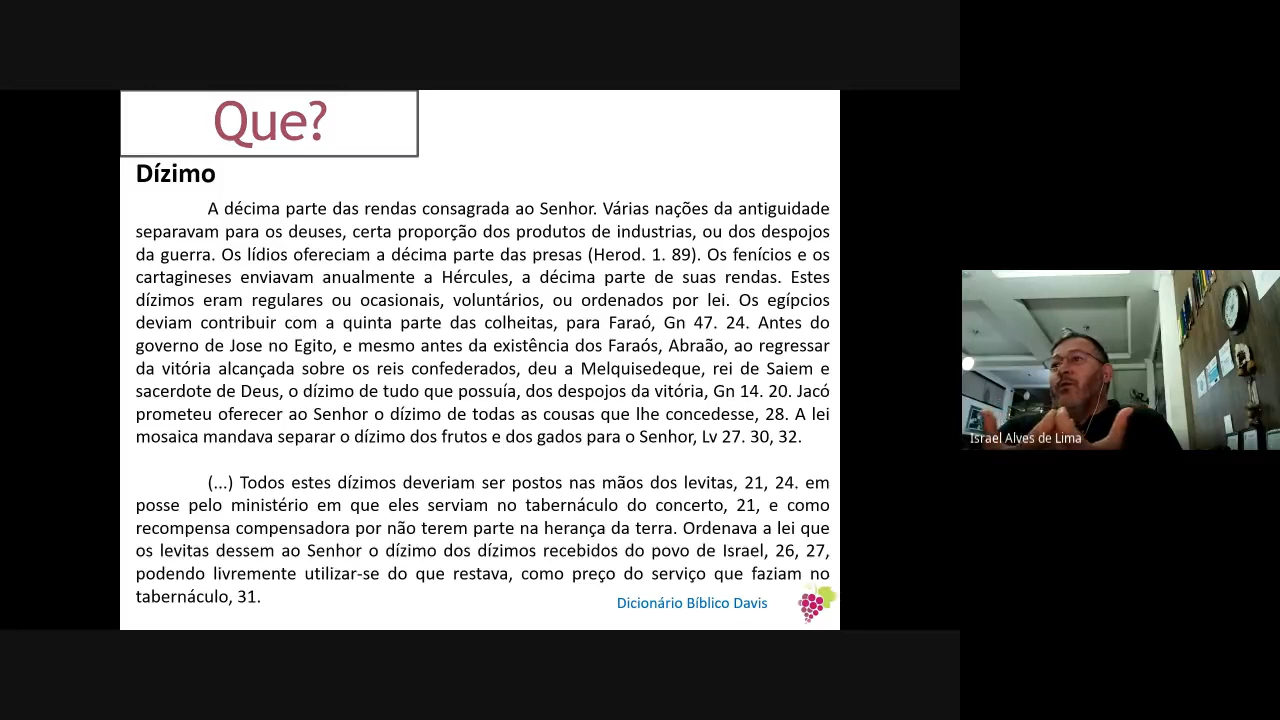 Que?
Dízimo
A décima parte das rendas consagrada ao Senhor. Várias nações da antiguidade
separavam para os deuses, certa proporção dos produtos de industrias, ou dos despojos
da guerra. Os lídios ofereciam a décima parte das presas (Herod. 1. 89). Os fenícios e os
cartagineses enviavam anualmente a Hércules, a décima parte de suas rendas. Estes
dízimos eram regulares ou ocasionais, voluntários, ou ordenados por lei. Os egípcios
deviam contribuir com a quinta parte das colheitas, para Faraó, Gn 47. 24. Antes do
governo de Jose no Egito, e mesmo antes da existência dos Faraós, Abraão, ao regressar
da vitória alcançada sobre os reis confederados, deu a Melquisedeque, rei de Saiem e
sacerdote de Deus, o dízimo de tudo que possuía, dos despojos da vitória, Gn 14. 20. Jacó
prometeu oferecer ao Senhor o dízimo de todas as cousas que lhe concedesse, 28. A lei
mosaica mandava separar o dízimo dos frutos e dos gados para o Senhor, Lv 27. 30, 32.
(...) Todos estes dízimos deveriam ser postos nas mãos dos levitas, 21, 24. em
posse pelo ministério em que eles serviam no tabernáculo do concerto, 21, e como
recompensa compensadora por não terem parte na herança da terra. Ordenava a lei que
os levitas dessem ao Senhor o dízimo dos dízimos recebidos do povo de Israel, 26, 27,
podendo livremente utilizar-se do que restava, como preço do serviço que faziam no
tabernáculo, 31.
Dicionário Bíblico Davis
Israel Alves de Lima